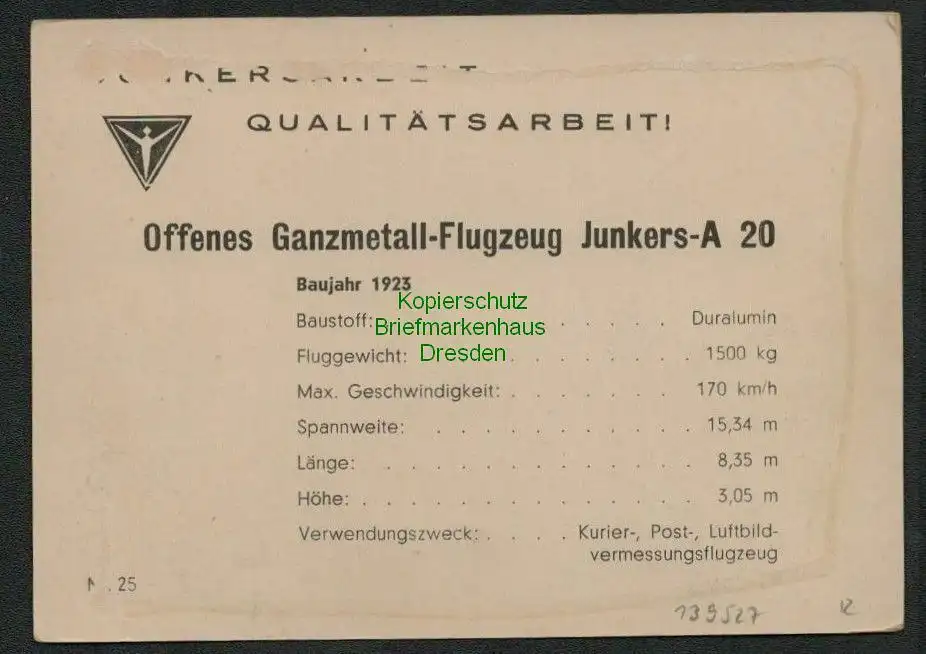 QUALITÄTSARBEIT!
Offenes Ganzmetall-Flugzeug Junkers-A 20
Baujahr 1923
Kopierschutz
Briefmarkenhaus
Dresden
Baustoff: . . . . . Duralumin
Fluggewicht: . . . . . . 1500 kg
Max. Geschwindigkeit: . . . . . . 170 km/h
Spannweite: . . . . . . . . 15,34 m
Länge: . . . . . . . . . 8,35 m
Höhe: . . . . . . . . . . 3,05 m
Verwendungszweck: . . . . Kurier-, Post-, Luftbild-
vermessungsflugzeug
25
139527